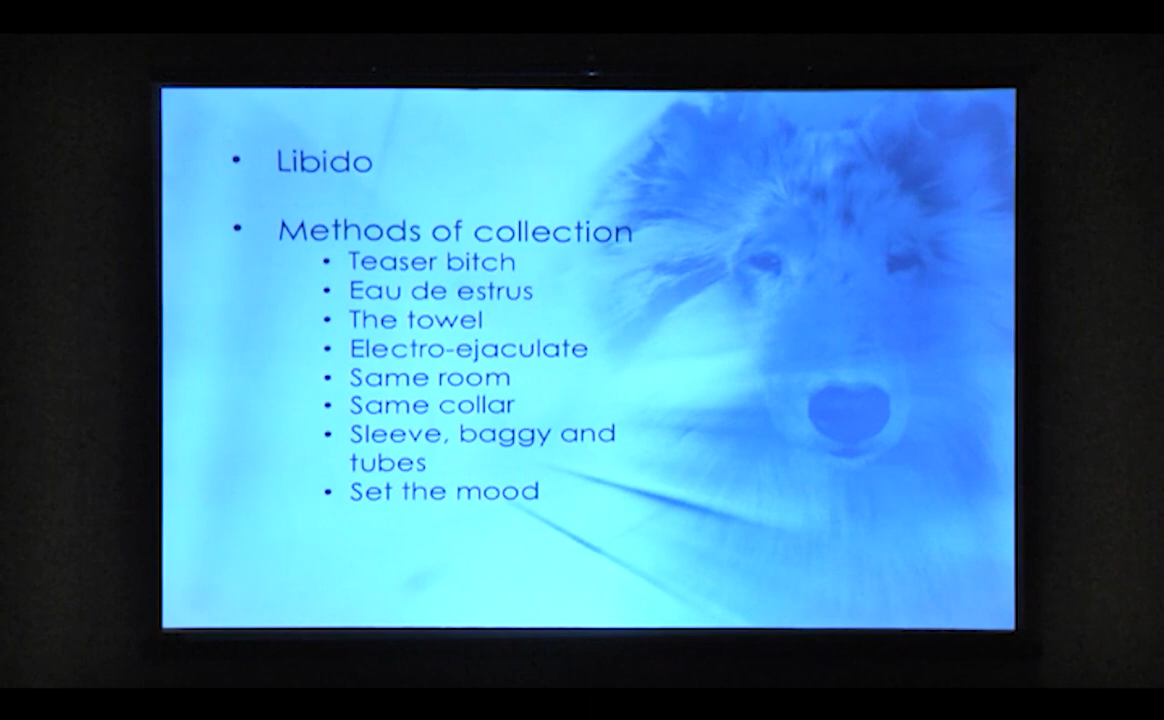 • Libido
• Methods of collection
• Teaser bitch
• Eau de estrus
• The towel
• Electro-ejaculate
• Same room
• Same collar
• Sleeve, baggy and
tubes
• Set the mood